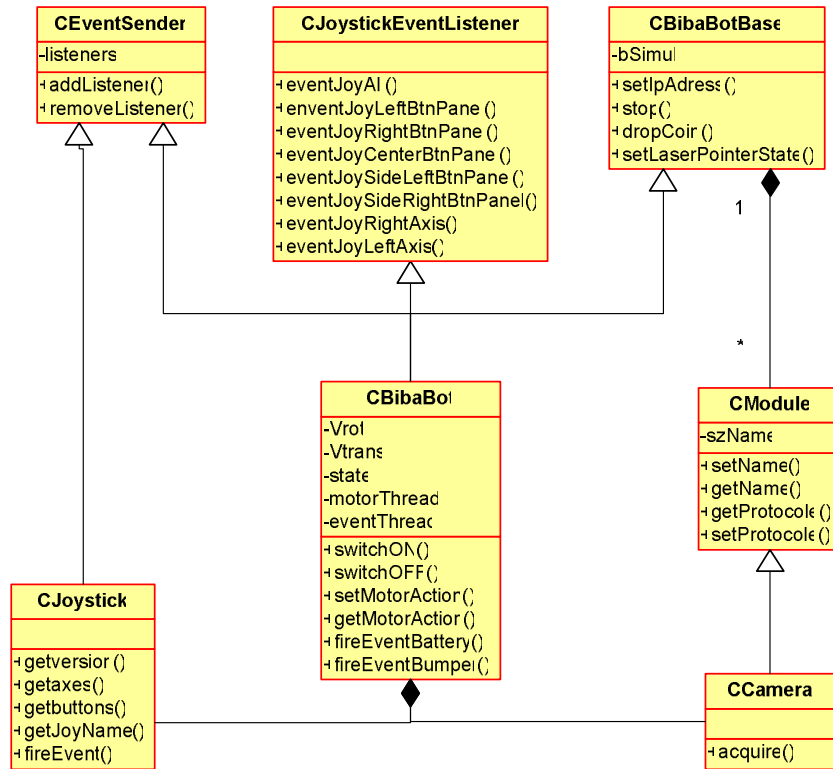 CEventSender
-listeners
+addListener()
+removeListener()
CJoystickEventListener
+eventJoyAl()
+enventJoyLeftBtnPane()
+eventJoyRightBtnPane()
+eventJoyCenterBtnPane()
+eventJoySideLeftBtnPane()
+eventJoySideRightBtnPanel()
+eventJoyRightAxis()
+eventJoyLeftAxis()
CBibaBotBase
-bSimul
+setIpAdress()
+stop()
+dropCoin()
+setLaserPointerState()
1
*
CBibaBot
-Vrot
-Vtrans
-state
-motorThread
-eventThread
+switchON()
+switchOFF()
+setMotorAction()
+getMotorAction()
+fireEventBattery()
+fireEventBumper()
CModule
-szName
+setName()
+getName()
+getProtocole()
+setProtocole()
CJoystick
+getversion()
+getaxes()
+getbuttons()
+getJoyName()
+fireEvent()
CCamera
+acquire()